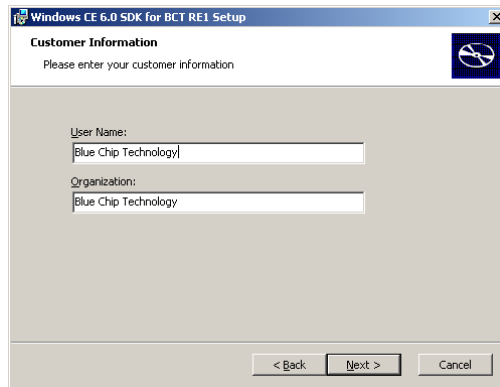 Windows CE 6.0 SDK for BCT RE1 Setup
Customer Information
Please enter your customer information
User Name:
Blue Chip Technology
Organization:
Blue Chip Technology
< Back
Next >
Cancel